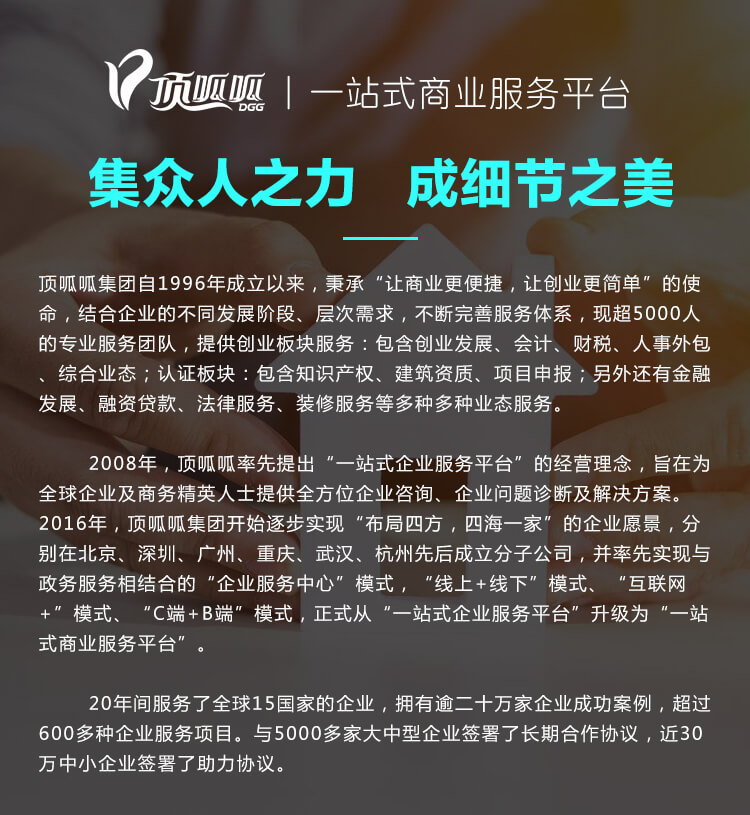 顶呱呱 DGG | 一站式商业服务平台
集众人之力 成细节之美
顶呱呱集团自1996年成立以来，秉承“让商业更便捷，让创业更简单”的使
命，结合企业的不同发展阶段、层次需求，不断完善服务体系，现超5000人
的专业服务团队，提供创业板块服务：包含创业发展、会计、财税、人事外包
、综合业态；认证板块：包含知识产权、建筑资质、项目申报；另外还有金融
发展、融资贷款、法律服务、装修服务等多种多种业态服务。
2008年，顶呱呱率先提出“一站式企业服务平台”的经营理念，旨在为
全球企业及商务精英人士提供全方位企业咨询、企业问题诊断及解决方案。
2016年，顶呱呱集团开始逐步实现“布局四方，四海一家”的企业愿景，分
别在北京、深圳、广州、重庆、武汉、杭州先后成立分子公司，并率先实现与
政务服务相结合的“企业服务中心”模式，“线上+线下”模式、“互联网
+”模式、“C端+B端”模式，正式从“一站式企业服务平台”升级为“一站
式商业服务平台”。
20年间服务了全球15国家的企业，拥有逾二十万家企业成功案例，超过
600多种企业服务项目。与5000多家大中型企业签署了长期合作协议，近30
万中小企业签署了助力协议。